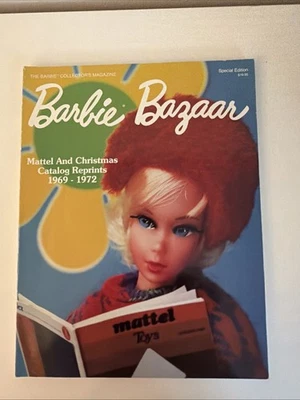 THE BARBIE COLLECTOR'S MAGAZINE
Special Edition
Barbie Bazaar
Mattel And Christmas
Catalog Reprints
1969 - 1972
mattel
Toys